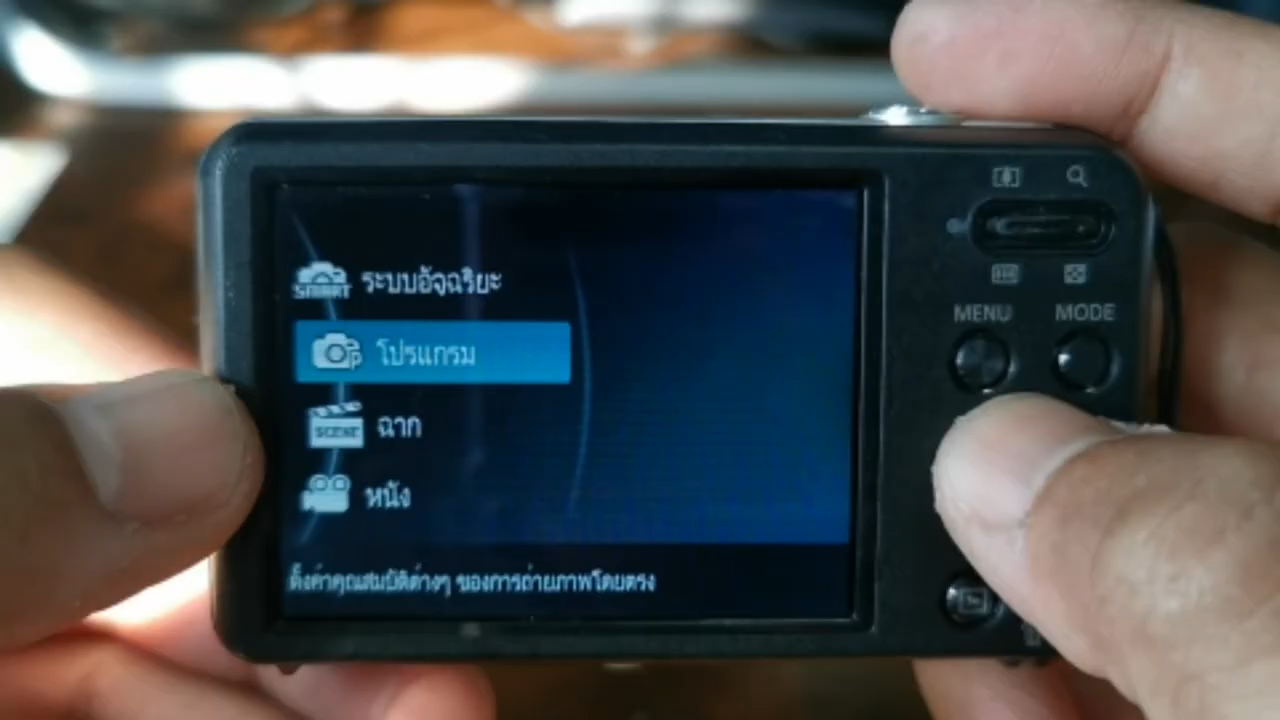 SMART ระบบอัจฉริยะ
P โปรแกรม
SCENE ฉาก
หนัง
ตั้งค่าคุณสมบัติต่างๆ ของการถ่ายภาพโดยตรง
MENU MODE